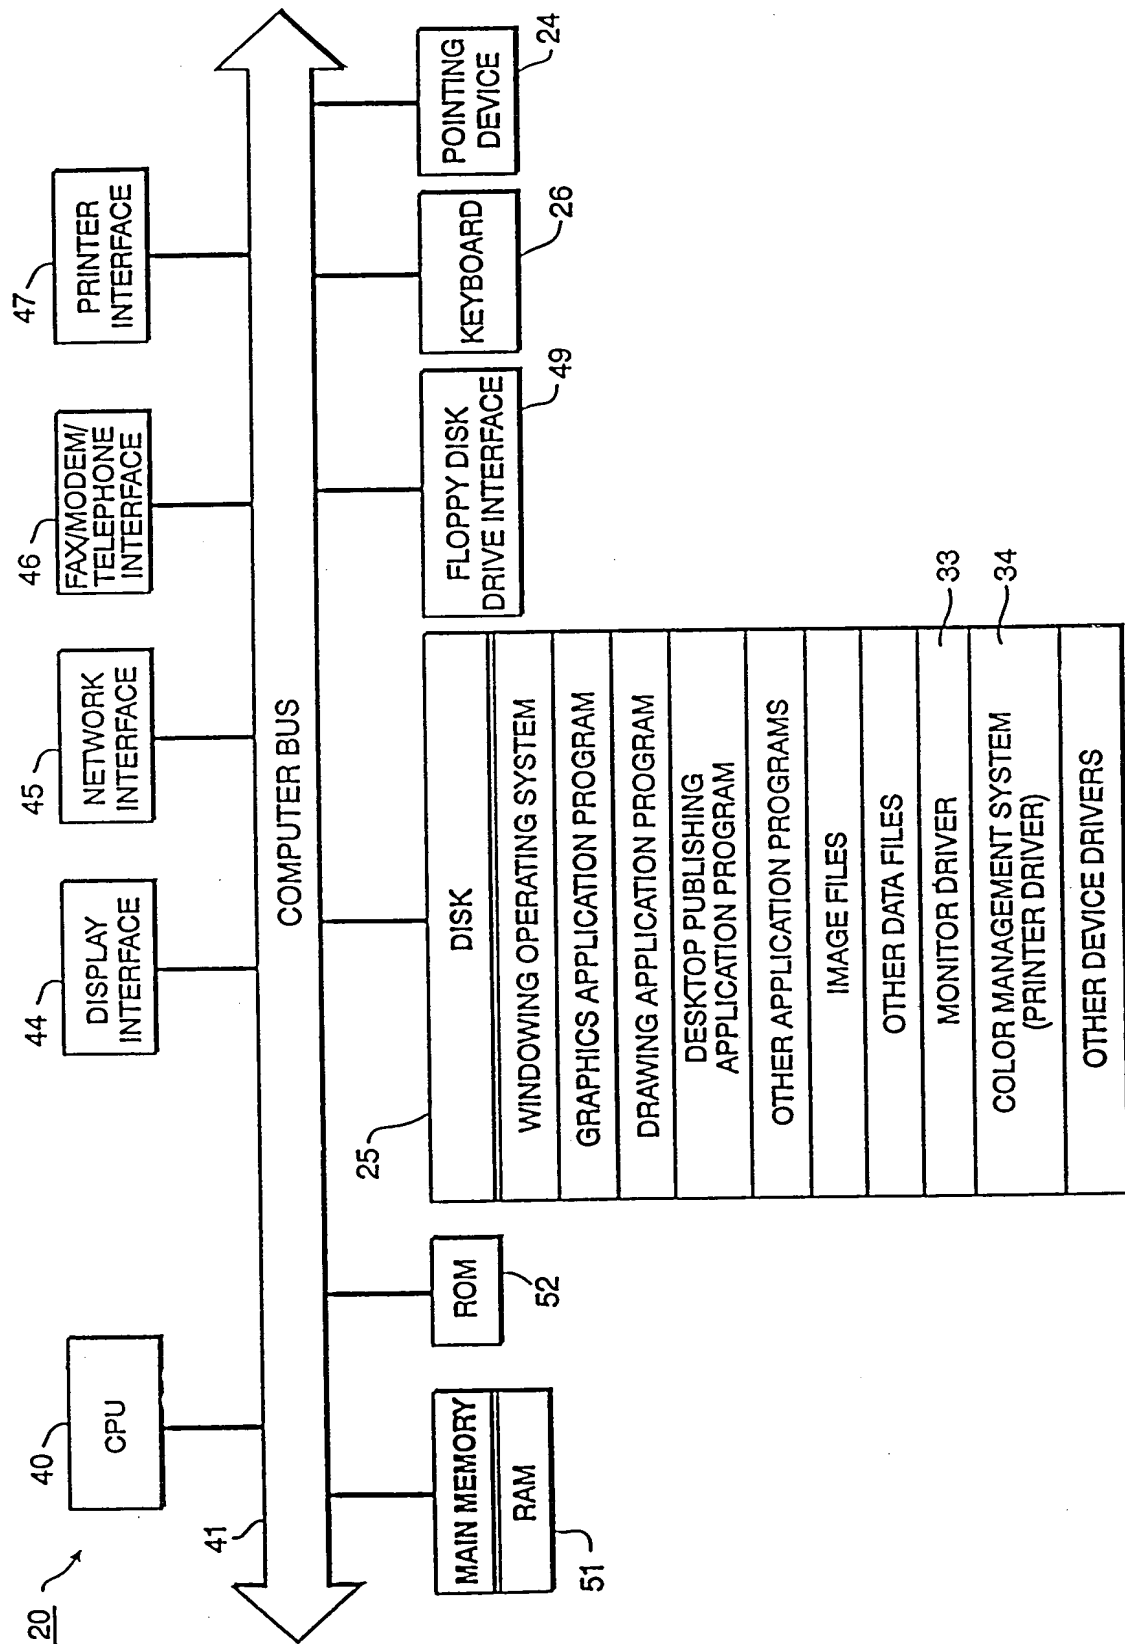 20
40
CPU
44
DISPLAY
INTERFACE
45
NETWORK
INTERFACE
46
FAX/MODEM/
TELEPHONE
INTERFACE
47
PRINTER
INTERFACE
41
COMPUTER BUS
MAIN MEMORY
RAM
51
ROM
52
25
DISK
WINDOWING OPERATING SYSTEM
GRAPHICS APPLICATION PROGRAM
DRAWING APPLICATION PROGRAM
DESKTOP PUBLISHING
APPLICATION PROGRAM
OTHER APPLICATION PROGRAMS
IMAGE FILES
OTHER DATA FILES
MONITOR DRIVER
33
COLOR MANAGEMENT SYSTEM
(PRINTER DRIVER)
34
OTHER DEVICE DRIVERS
FLOPPY DISK
DRIVE INTERFACE
49
KEYBOARD
26
POINTING
DEVICE
24